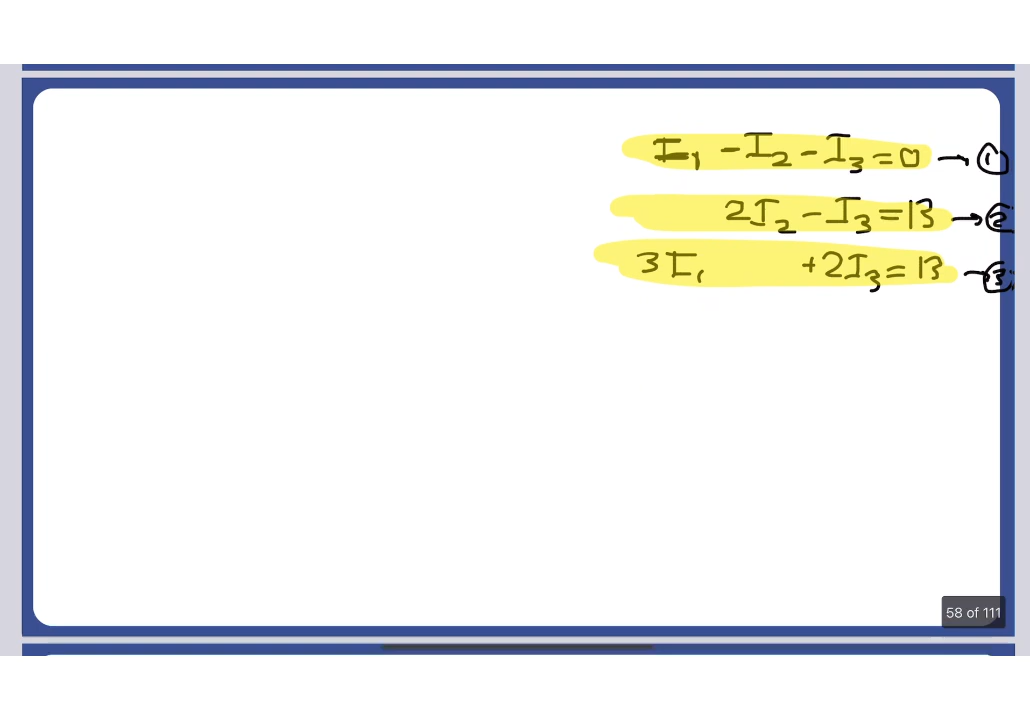 I₁ - I₂ - I₃ = 0 → ①
2I₂ - I₃ = 13 → ②
3I₁ + 2I₃ = 13 → ③
58 of 111